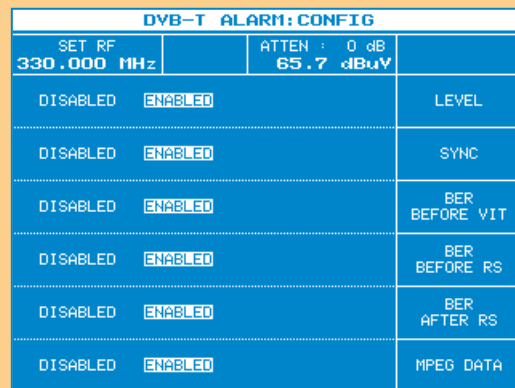 DVB-T ALARM:CONFIG
SET RF
330.000 MHz
ATTEN : 0 dB
65.7 dBuV
DISABLED ENABLED LEVEL
DISABLED ENABLED SYNC
DISABLED ENABLED BER
BEFORE VIT
DISABLED ENABLED BER
BEFORE RS
DISABLED ENABLED BER
AFTER RS
DISABLED ENABLED MPEG DATA